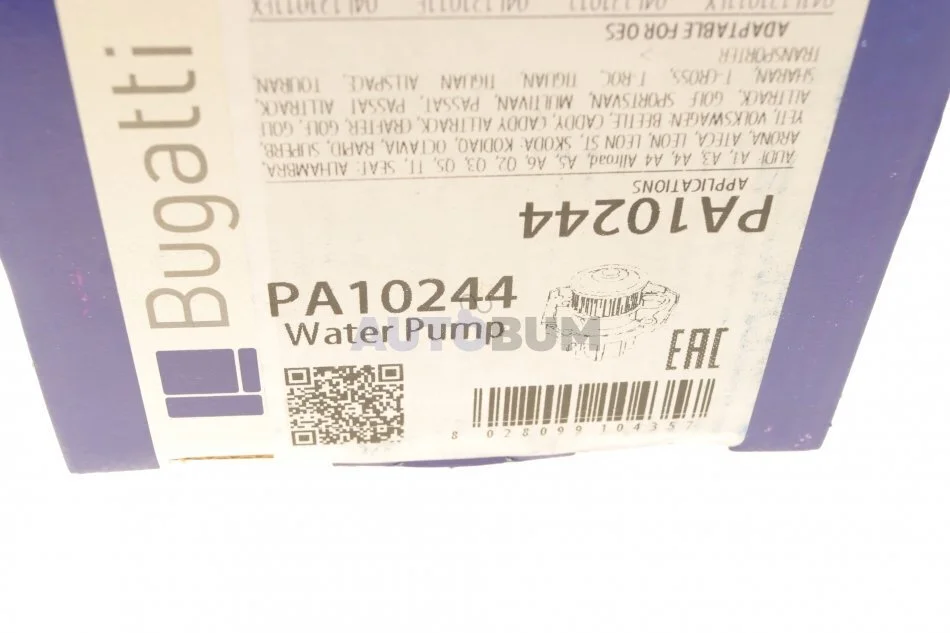 Bugatti
PA10244
APPLICATIONS
AUDI: A1, A3, A4, A4 Allroad, A5, A6, Q2, Q3, Q5, TT, SEAT: ALHAMBRA,
ARONA, ATECA, LEON, LEON ST, SKODA: KODIAQ, OCTAVIA, RAPID, SUPERB,
YETI, VOLKSWAGEN: BEETLE, CADDY, CADDY ALLTRACK, CRAFTER, GOLF, GOLF
ALLTRACK, GOLF SPORTSVAN, MULTIVAN, PASSAT, PASSAT ALLTRACK,
SHARAN, T-CROSS, T-ROC, TIGUAN, TIGUAN ALLSPACE, TOURAN,
TRANSPORTER
ADAPTABLE FOR OES
PA10244
Water Pump
AUTOBUM
EAC
8 028099 104357